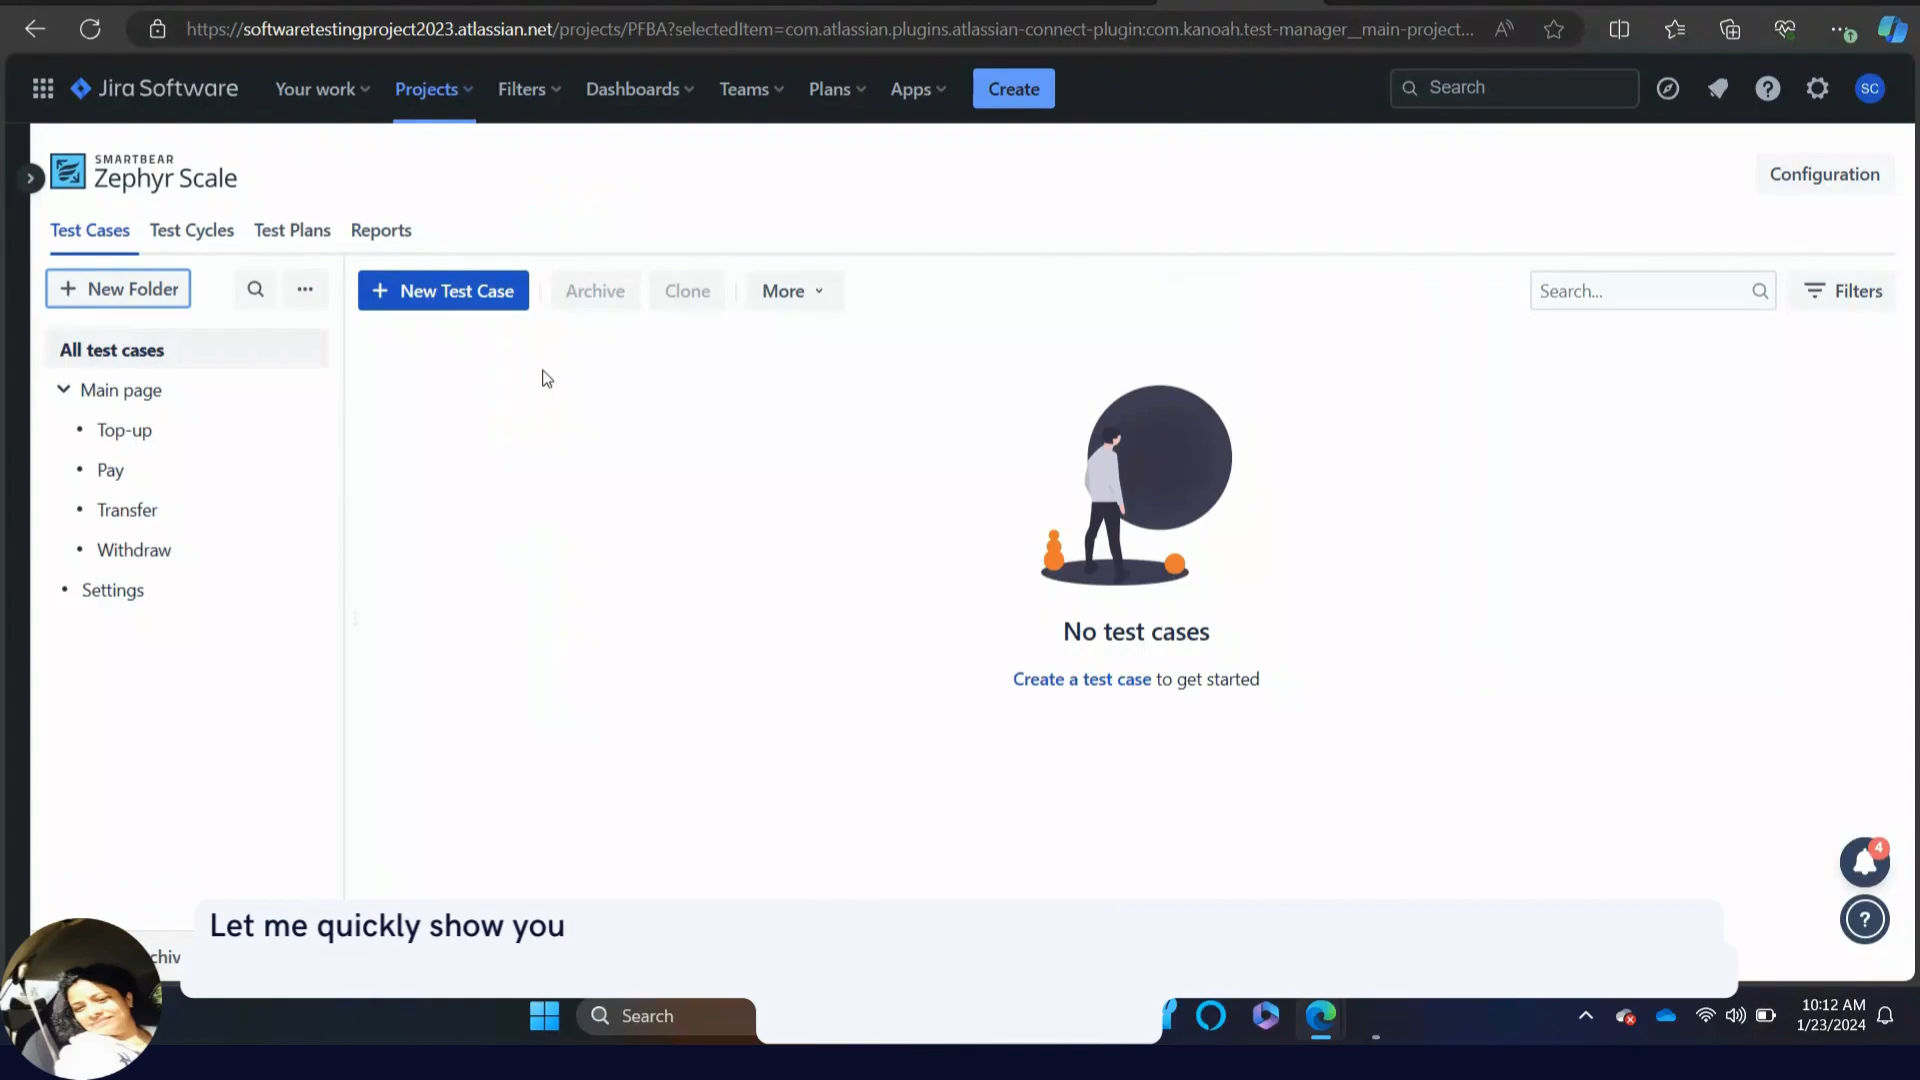 https://softwaretestingproject2023.atlassian.net/projects/PFBA?selectedItem=com.atlassian.plugins.atlassian-connect-plugin:com.kanoah.test-manager__main-project...
Jira Software
Your work
Projects
Filters
Dashboards
Teams
Plans
Apps
Create
Search
SC
SMARTBEAR
Zephyr Scale
Configuration
Test Cases
Test Cycles
Test Plans
Reports
+ New Folder
+ New Test Case
Archive
Clone
More
Search...
Filters
All test cases
Main page
• Top-up
• Pay
• Transfer
• Withdraw
• Settings
No test cases
Create a test case to get started
4
?
Let me quickly show you
Search
10:12 AM
1/23/2024